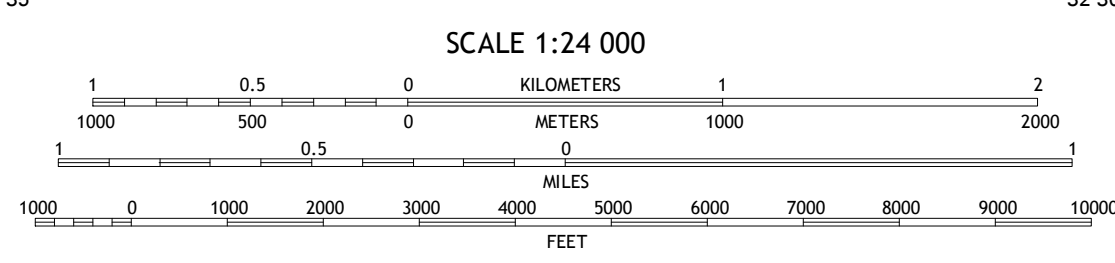 SCALE 1:24 000
1 0.5 0 KILOMETERS 1 2
1000 500 0 METERS 1000 2000
1 0.5 0 1
MILES
1000 0 1000 2000 3000 4000 5000 6000 7000 8000 9000 10000
FEET